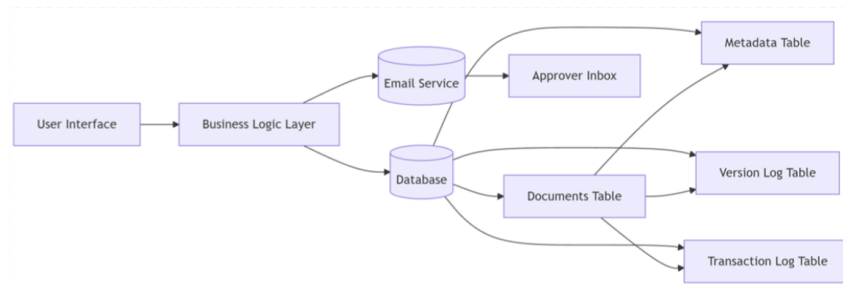 User Interface
Business Logic Layer
Email Service
Approver Inbox
Database
Documents Table
Metadata Table
Version Log Table
Transaction Log Table